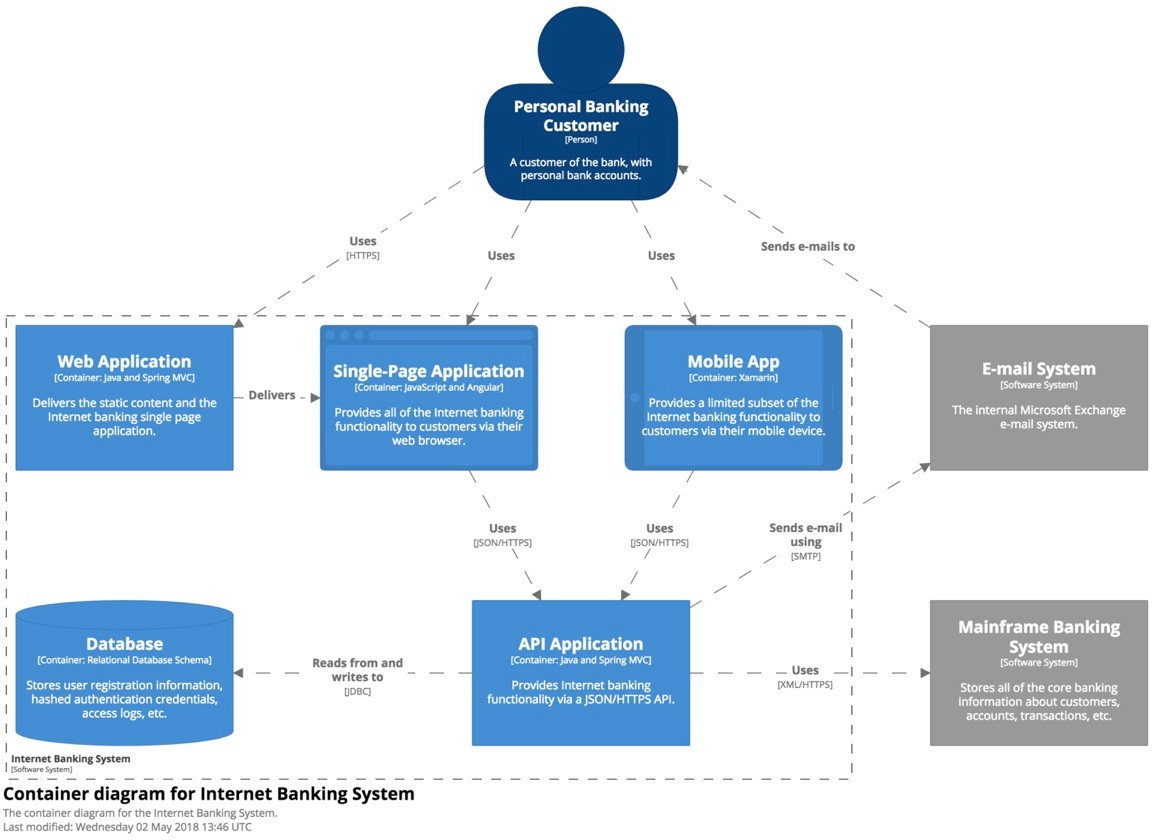 Personal Banking
Customer
[Person]
A customer of the bank, with
personal bank accounts.
Uses
[HTTPS]
Uses
Uses
Sends e-mails to
Web Application
[Container: Java and Spring MVC]
Delivers the static content and the
Internet banking single page
application.
Delivers
Single-Page Application
[Container: JavaScript and Angular]
Provides all of the Internet banking
functionality to customers via their
web browser.
Mobile App
[Container: Xamarin]
Provides a limited subset of the
Internet banking functionality to
customers via their mobile device.
E-mail System
[Software System]
The internal Microsoft Exchange
e-mail system.
Uses
[JSON/HTTPS]
Uses
[JSON/HTTPS]
Sends e-mail
using
[SMTP]
Database
[Container: Relational Database Schema]
Stores user registration information,
hashed authentication credentials,
access logs, etc.
Reads from and
writes to
[JDBC]
API Application
[Container: Java and Spring MVC]
Provides Internet banking
functionality via a JSON/HTTPS API.
Uses
[XML/HTTPS]
Mainframe Banking
System
[Software System]
Stores all of the core banking
information about customers,
accounts, transactions, etc.
Internet Banking System
[Software System]
Container diagram for Internet Banking System
The container diagram for the Internet Banking System.
Last modified: Wednesday 02 May 2018 13:46 UTC